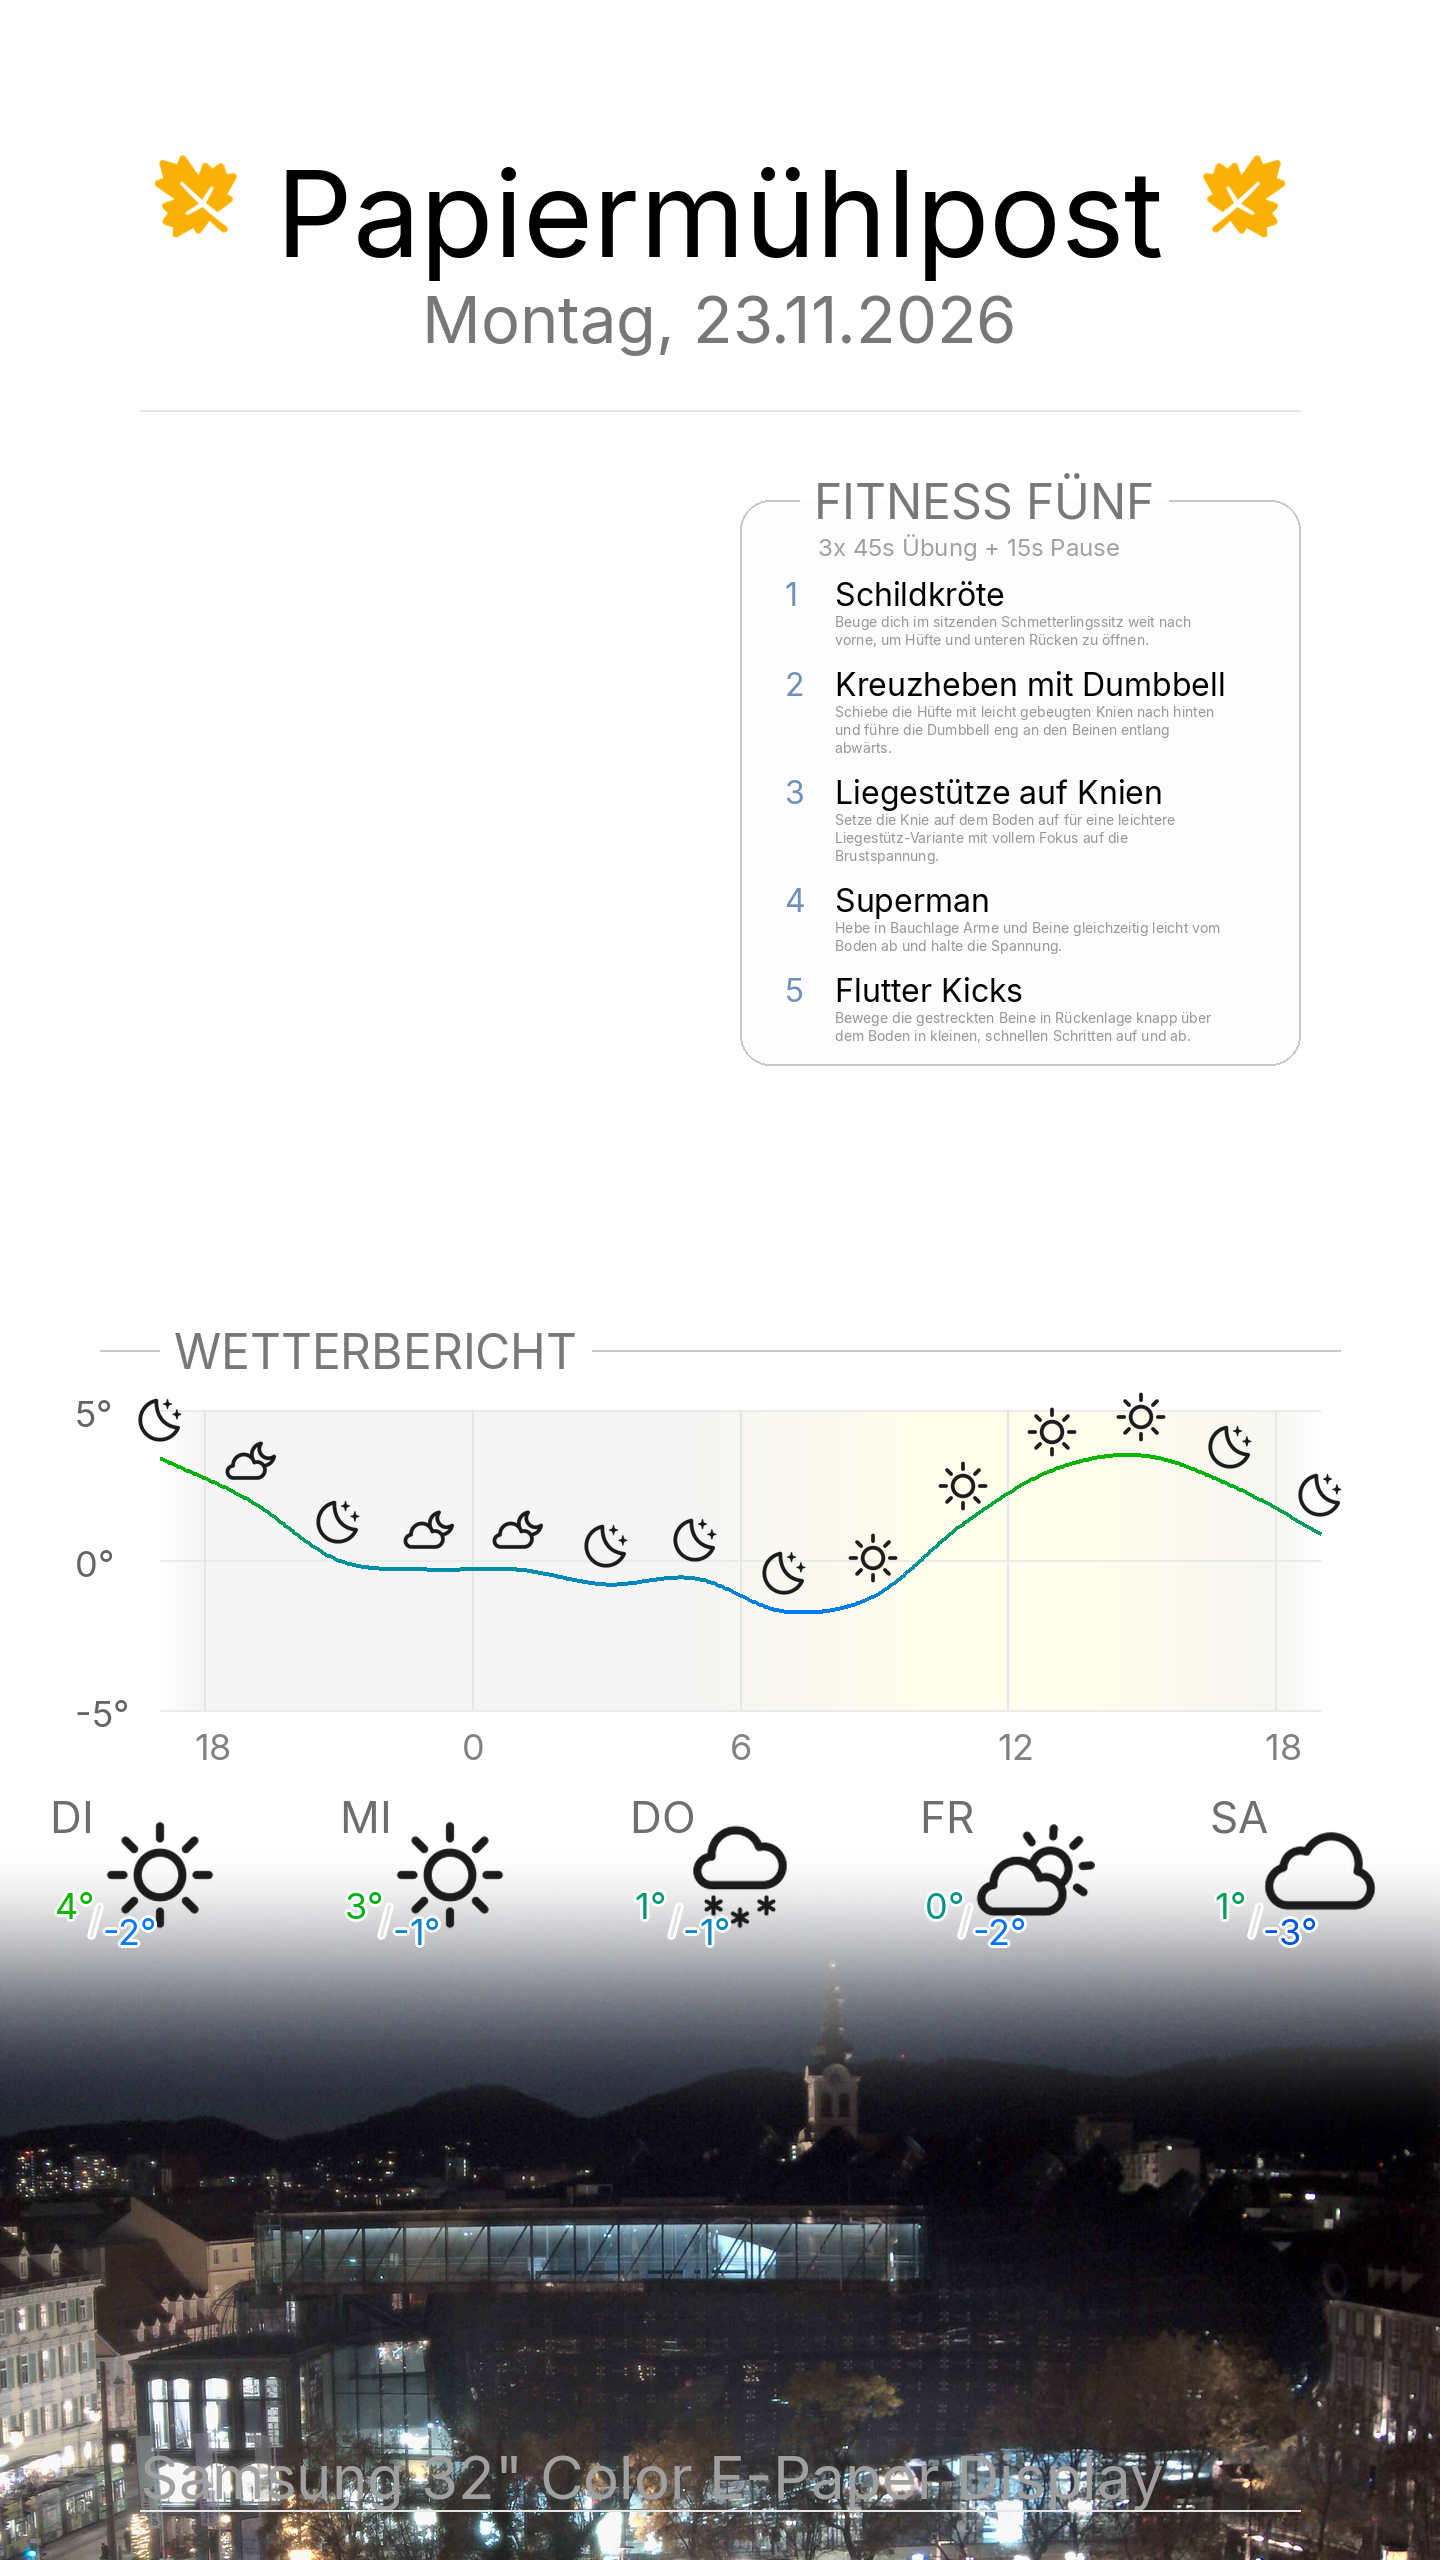 Papiermühlpost
Montag, 23.11.2026
FITNESS FÜNF
3x 45s Übung + 15s Pause
1 Schildkröte
Beuge dich im sitzenden Schmetterlingssitz weit nach
vorne, um Hüfte und unteren Rücken zu öffnen.
2 Kreuzheben mit Dumbbell
Schiebe die Hüfte mit leicht gebeugten Knien nach hinten
und führe die Dumbbell eng an den Beinen entlang
abwärts.
3 Liegestütze auf Knien
Setze die Knie auf dem Boden auf für eine leichtere
Liegestütz-Variante mit vollem Fokus auf die
Brustspannung.
4 Superman
Hebe in Bauchlage Arme und Beine gleichzeitig leicht vom
Boden ab und halte die Spannung.
5 Flutter Kicks
Bewege die gestreckten Beine in Rückenlage knapp über
dem Boden in kleinen, schnellen Schritten auf und ab.
WETTERBERICHT
5°
0°
-5°
18 0 6 12 18
DI MI DO FR SA
4°/-2° 3°/-1° 1°/-1° 0°/-2° 1°/-3°
Samsung 32" Color E-Paper Display